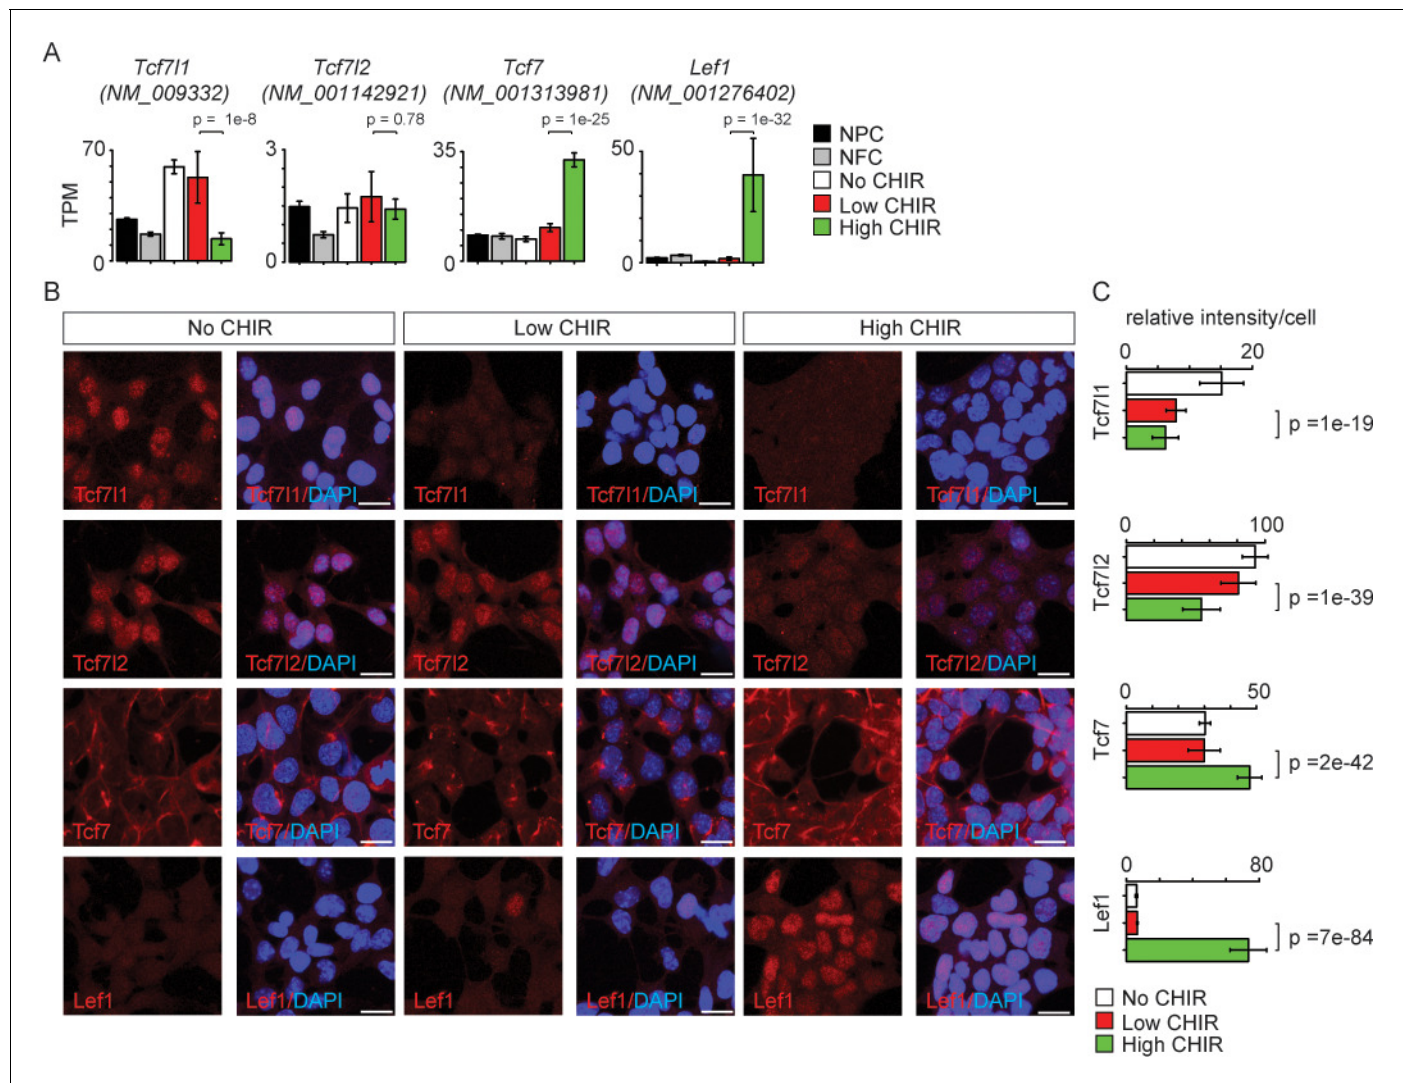 A
Tcf7l1
(NM_009332)
Tcf7l2
(NM_001142921)
Tcf7
(NM_001313981)
Lef1
(NM_001276402)
p = 1e-8
p = 0.78
p = 1e-25
p = 1e-32
TPM
70
0
3
0
35
0
50
0
NPC
NFC
No CHIR
Low CHIR
High CHIR
B
No CHIR
Low CHIR
High CHIR
Tcf7l1
Tcf7l1/DAPI
Tcf7l1
Tcf7l1/DAPI
Tcf7l1
Tcf7l1/DAPI
Tcf7l2
Tcf7l2/DAPI
Tcf7l2
Tcf7l2/DAPI
Tcf7l2
Tcf7l2/DAPI
Tcf7
Tcf7/DAPI
Tcf7
Tcf7/DAPI
Tcf7
Tcf7/DAPI
Lef1
Lef1/DAPI
Lef1
Lef1/DAPI
Lef1
Lef1/DAPI
C
relative intensity/cell
0 20
Tcf7l1
p =1e-19
0 100
Tcf7l2
p =1e-39
0 50
Tcf7
p =2e-42
0 80
Lef1
p =7e-84
No CHIR
Low CHIR
High CHIR